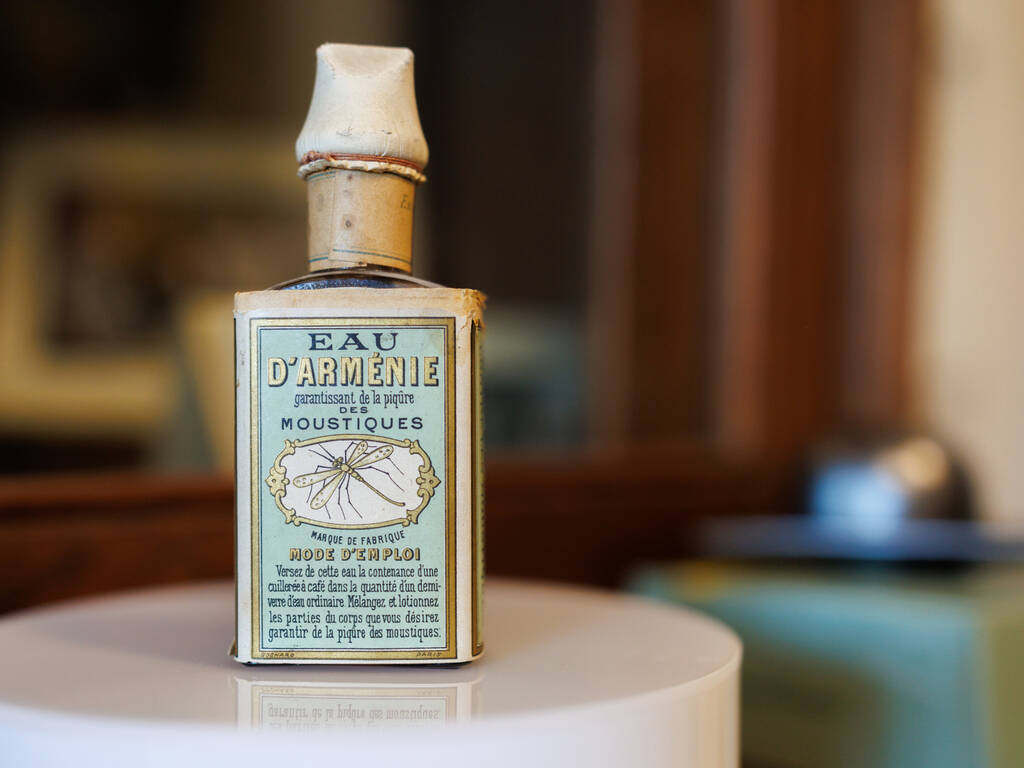 EAU
D'ARMÉNIE
garantissant de la piqûre
DES
MOUSTIQUES
MARQUE DE FABRIQUE
MODE D'EMPLOI
Versez de cette eau la contenance d'une
cuillerée à café dans la quantité d'un demi-
verre d'eau ordinaire. Mélangez et lotionnez
les parties du corps que vous désirez
garantir de la piqûre des moustiques.
PARIS